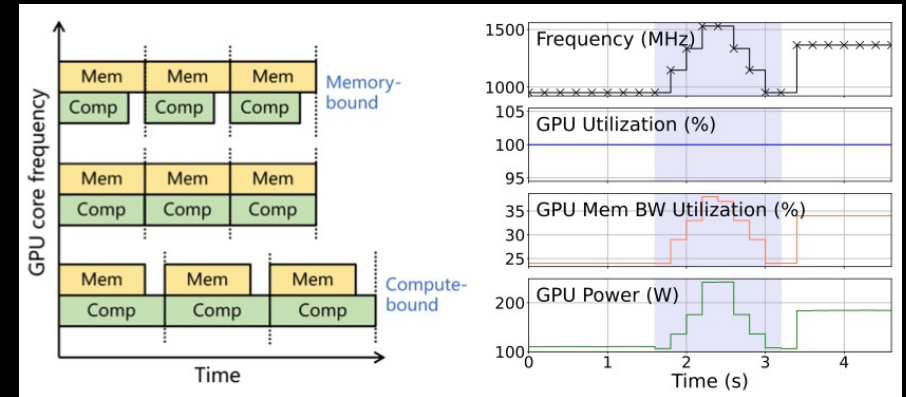 GPU core frequency
Mem Mem Mem
Comp Comp Comp
Memory-
bound
Mem Mem Mem
Comp Comp Comp
Mem Mem Mem
Comp Comp Comp
Compute-
bound
Time
Frequency (MHz)
1500
1000
GPU Utilization (%)
105
100
95
GPU Mem BW Utilization (%)
35
30
25
GPU Power (W)
200
100
0 1 2 3 4
Time (s)